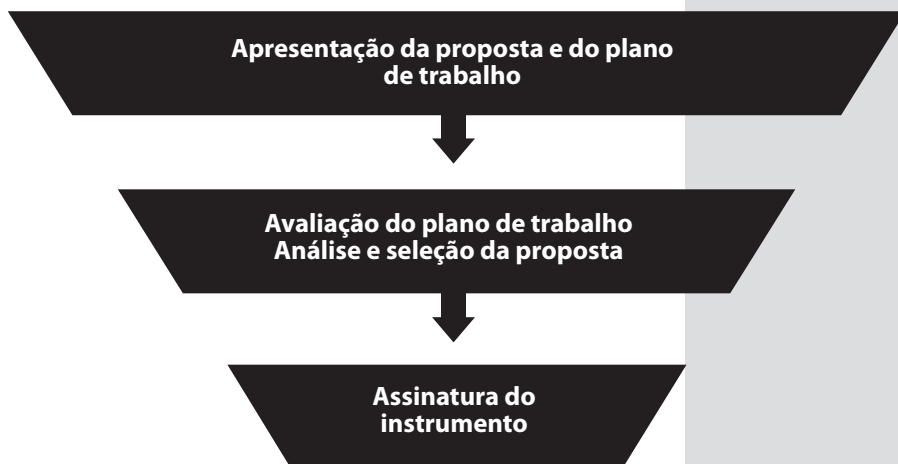 Apresentação da proposta e do plano
de trabalho
Avaliação do plano de trabalho
Análise e seleção da proposta
Assinatura do
instrumento